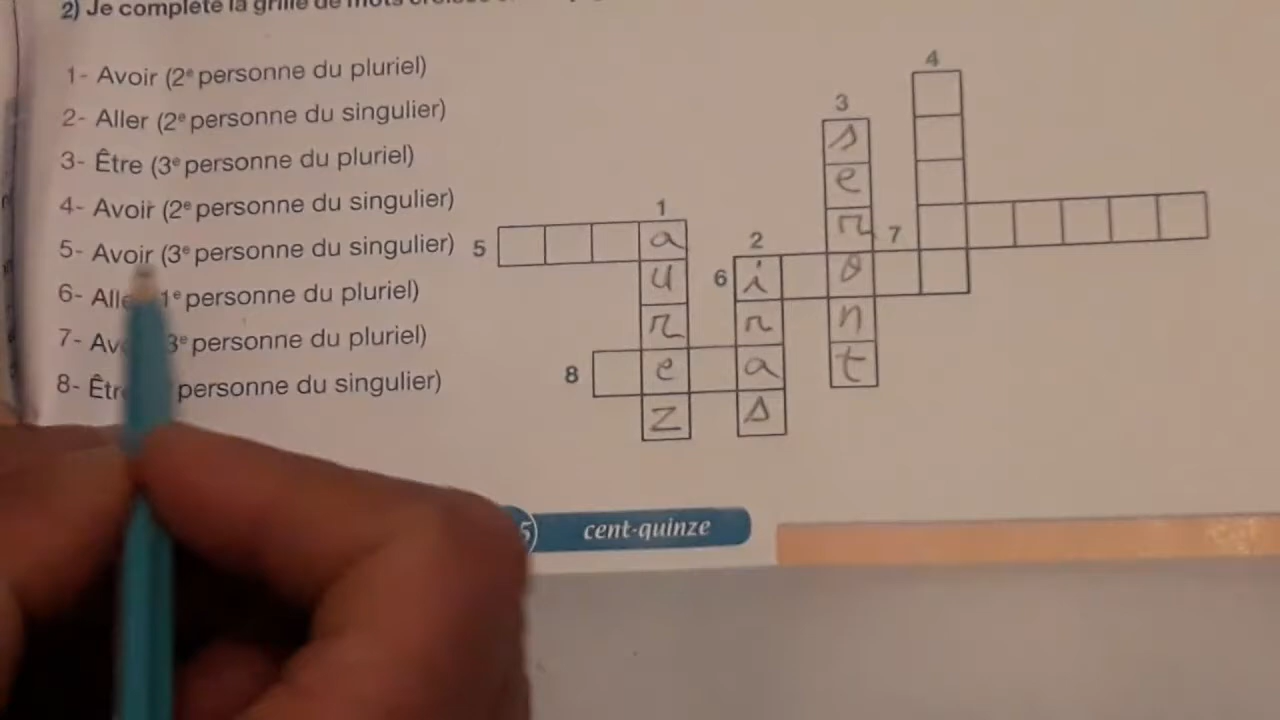 2) Je complète la grille de mots
1- Avoir (2e personne du pluriel)
2- Aller (2e personne du singulier)
3- Être (3e personne du pluriel)
4- Avoir (2e personne du singulier)
5- Avoir (3e personne du singulier)
6- Alle 1e personne du pluriel)
7- Av 3e personne du pluriel)
8- Êtr personne du singulier)
4
3
s
e
r
o
n
t
7
1
a
u
r
e
z
5
2
i
r
a
s
6
8
5 cent-quinze